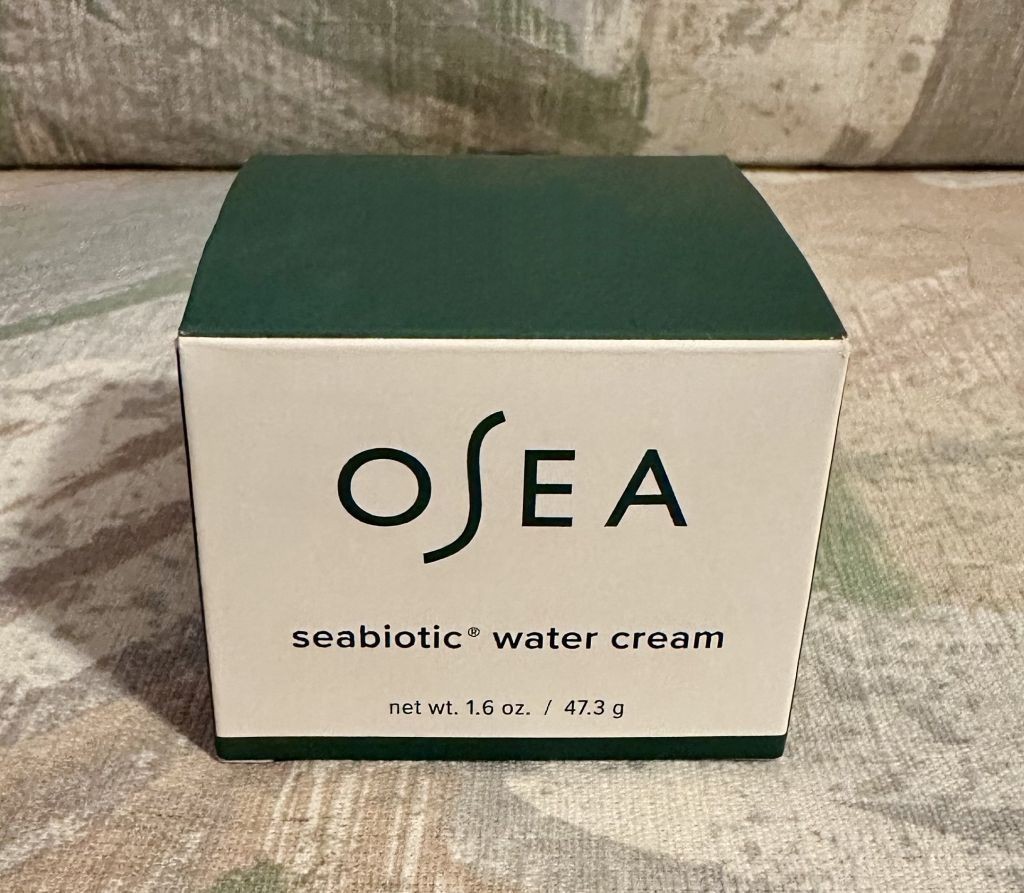 OSEA
seabiotic® water cream
net wt. 1.6 oz. / 47.3 g